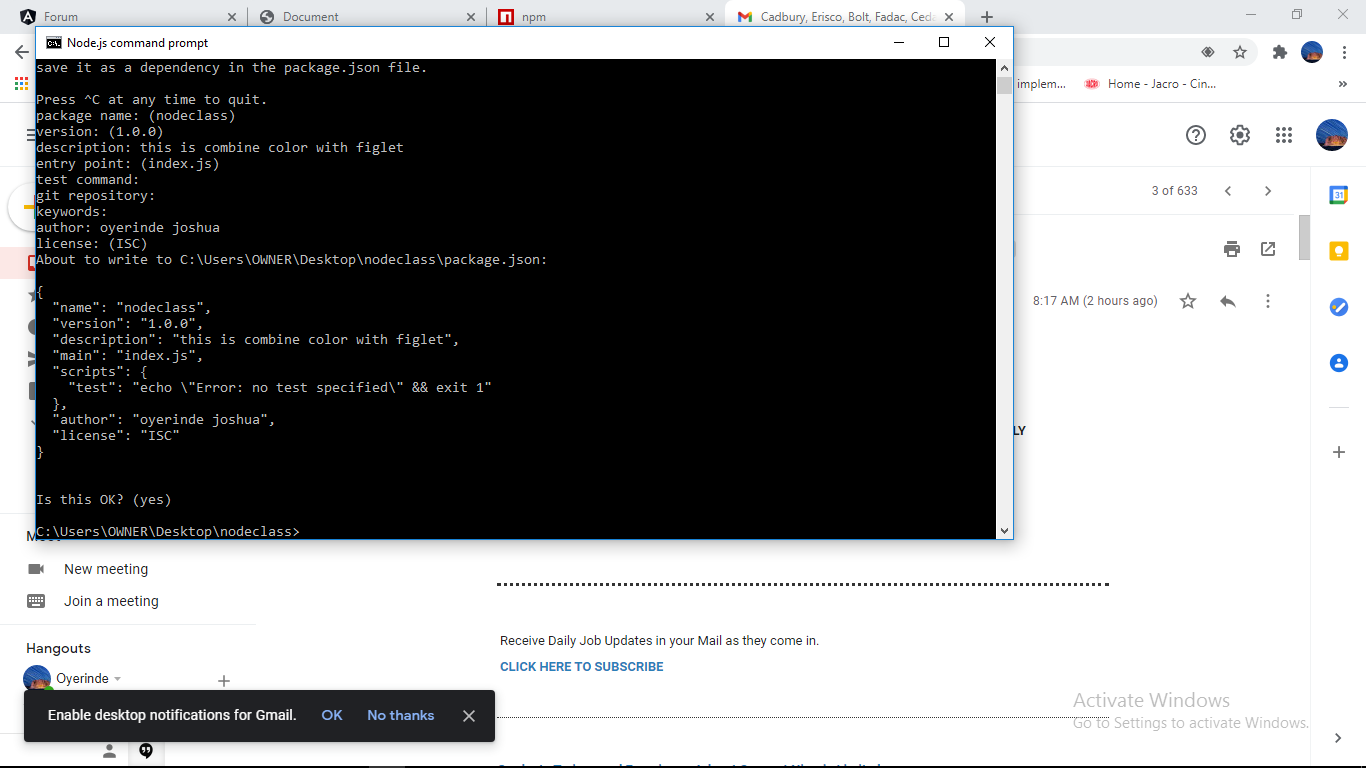 Forum
Document
npm
Cadbury, Erisco, Bolt, Fadac, Ceda
Node.js command prompt
implem...
Home - Jacro - Cin...
»
save it as a dependency in the package.json file.
Press ^C at any time to quit.
package name: (nodeclass)
version: (1.0.0)
description: this is combine color with figlet
entry point: (index.js)
test command:
git repository:
keywords:
author: oyerinde joshua
license: (ISC)
About to write to C:\Users\OWNER\Desktop\nodeclass\package.json:
{
"name": "nodeclass",
"version": "1.0.0",
"description": "this is combine color with figlet",
"main": "index.js",
"scripts": {
"test": "echo \"Error: no test specified\" && exit 1"
},
"author": "oyerinde joshua",
"license": "ISC"
}
Is this OK? (yes)
C:\Users\OWNER\Desktop\nodeclass>
3 of 633
31
8:17 AM (2 hours ago)
LY
New meeting
Join a meeting
Hangouts
Oyerinde
Receive Daily Job Updates in your Mail as they come in.
CLICK HERE TO SUBSCRIBE
Enable desktop notifications for Gmail. OK No thanks
Activate Windows
Go to Settings to activate Windows.